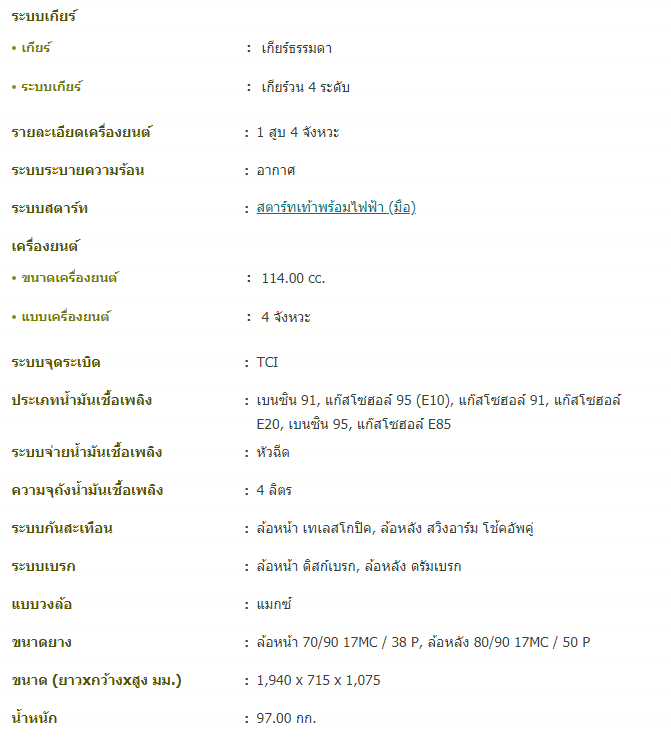 ระบบเกียร์
• เกียร์ : เกียร์ธรรมดา
• ระบบเกียร์ : เกียร์วน 4 ระดับ
รายละเอียดเครื่องยนต์ : 1 สูบ 4 จังหวะ
ระบบระบายความร้อน : อากาศ
ระบบสตาร์ท : สตาร์ทเท้าพร้อมไฟฟ้า (มือ)
เครื่องยนต์
• ขนาดเครื่องยนต์ : 114.00 cc.
• แบบเครื่องยนต์ : 4 จังหวะ
ระบบจุดระเบิด : TCI
ประเภทน้ำมันเชื้อเพลิง : เบนซิน 91, แก๊สโซฮอล์ 95 (E10), แก๊สโซฮอล์ 91, แก๊สโซฮอล์
E20, เบนซิน 95, แก๊สโซฮอล์ E85
ระบบจ่ายน้ำมันเชื้อเพลิง : หัวฉีด
ความจุถังน้ำมันเชื้อเพลิง : 4 ลิตร
ระบบกันสะเทือน : ล้อหน้า เทเลสโกปิค, ล้อหลัง สวิงอาร์ม โช้คอัพคู่
ระบบเบรก : ล้อหน้า ดิสก์เบรก, ล้อหลัง ดรัมเบรก
แบบวงล้อ : แมกซ์
ขนาดยาง : ล้อหน้า 70/90 17MC / 38 P, ล้อหลัง 80/90 17MC / 50 P
ขนาด (ยาวxกว้างxสูง มม.) : 1,940 x 715 x 1,075
น้ำหนัก : 97.00 กก.